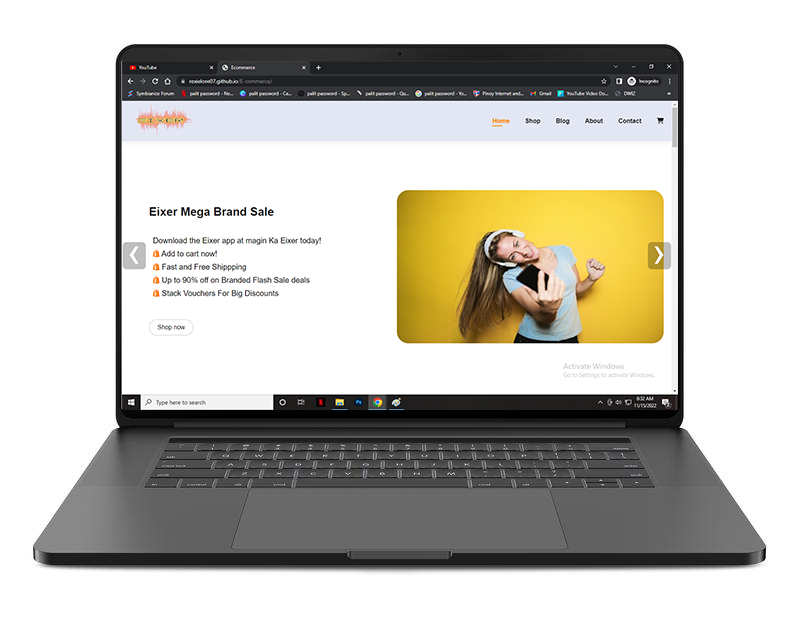 YouTube
Ecommerce
rexielore07.github.io/E-commerce/
Incognito
Symbianize Forum
palit password - Ne...
palit password - Ca...
palit password - Sp...
palit password - Qu...
palit password - Yo...
Pinoy Internet and...
Gmail
YouTube Video Do...
DWIZ
EIXER
Home
Shop
Blog
About
Contact
Eixer Mega Brand Sale
Download the Eixer app at magin Ka Eixer today!
Add to cart now!
Fast and Free Shippping
Up to 90% off on Branded Flash Sale deals
Stack Vouchers For Big Discounts
Shop now
Activate Windows
Go to Settings to activate Windows.
Type here to search
8:32 AM
11/15/2022